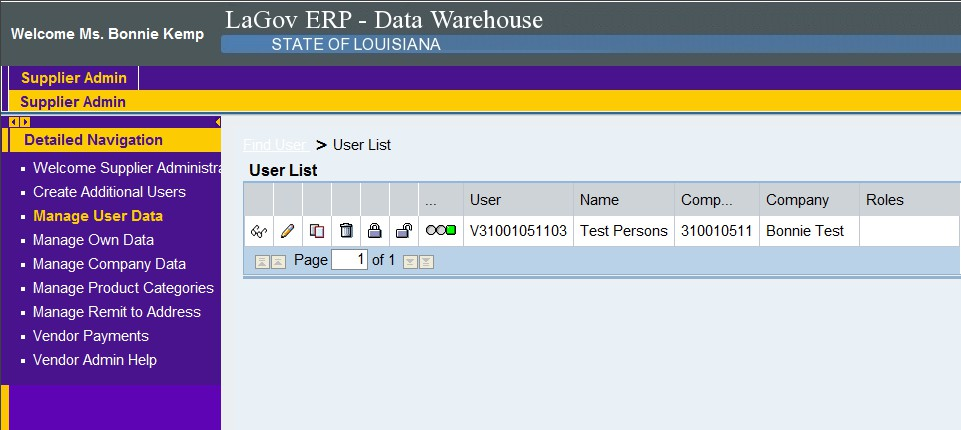 Welcome Ms. Bonnie Kemp
LaGov ERP - Data Warehouse
STATE OF LOUISIANA
Supplier Admin
Supplier Admin
Detailed Navigation
Welcome Supplier Administra
Create Additional Users
Manage User Data
Manage Own Data
Manage Company Data
Manage Product Categories
Manage Remit to Address
Vendor Payments
Vendor Admin Help
Find User > User List
User List
... User Name Comp... Company Roles
V31001051103 Test Persons 310010511 Bonnie Test
Page 1 of 1